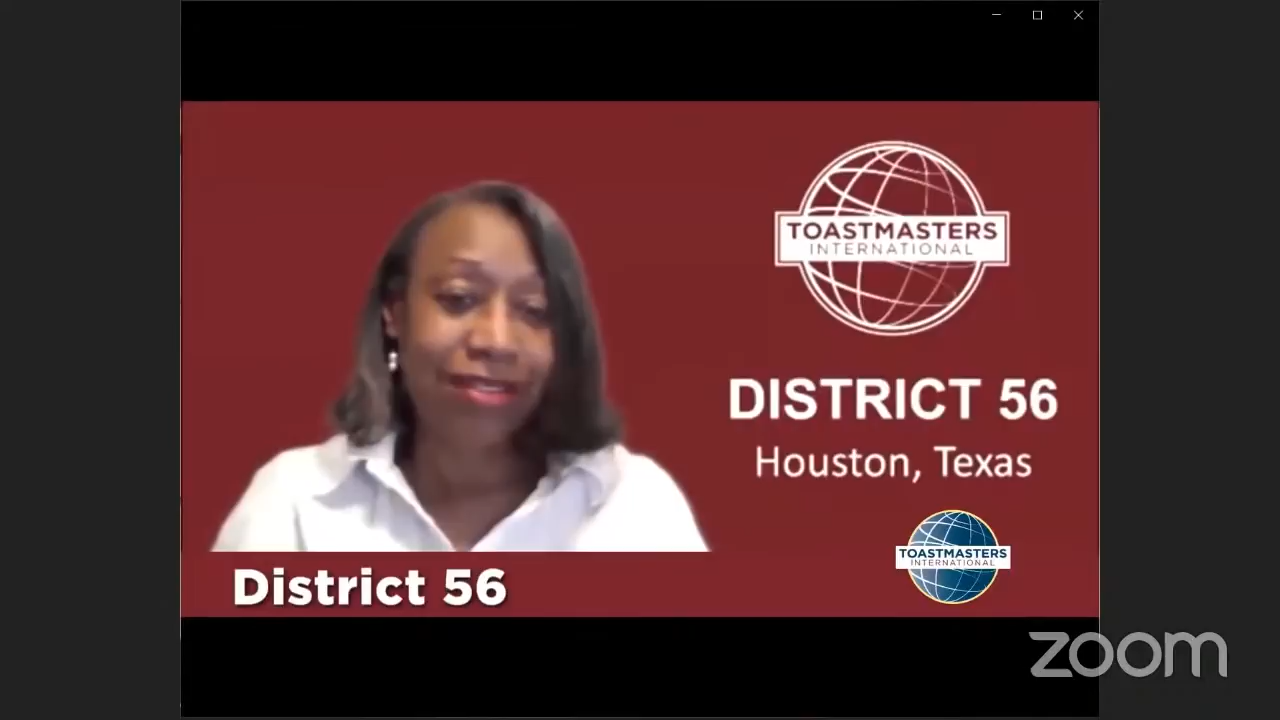 TOASTMASTERS
INTERNATIONAL
DISTRICT 56
Houston, Texas
TOASTMASTERS
INTERNATIONAL
District 56
zoom